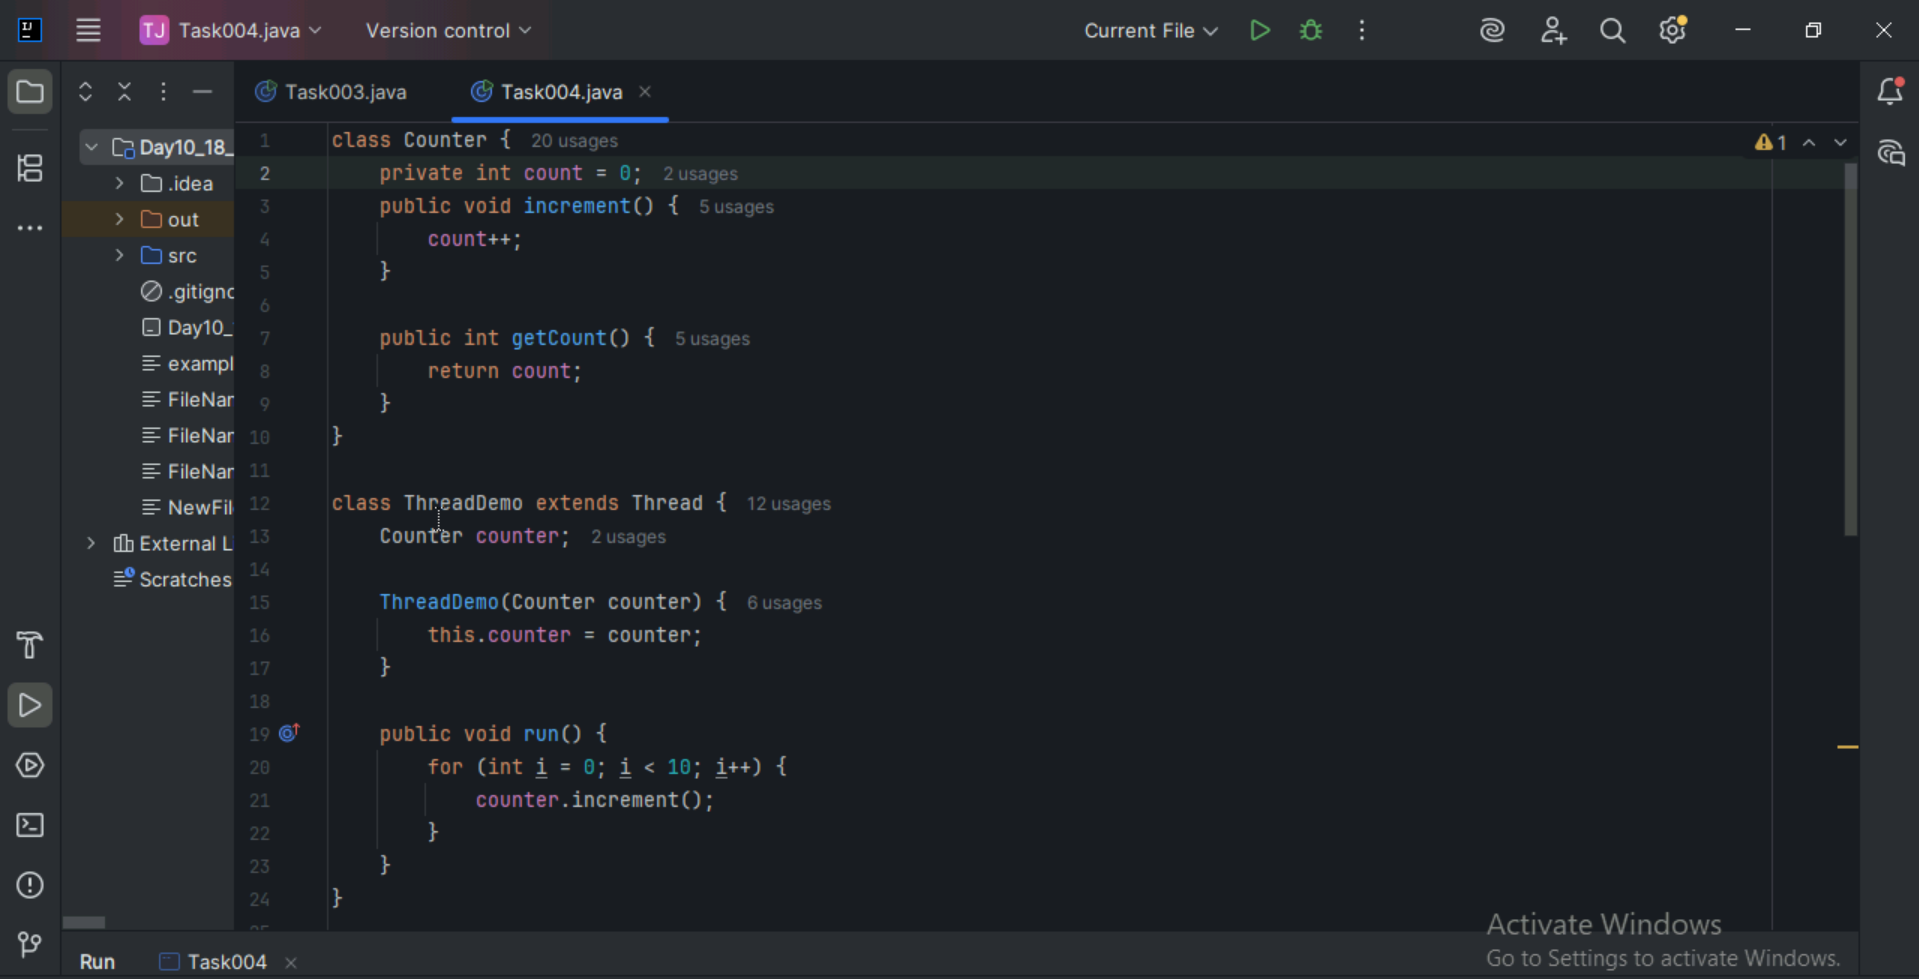 TJ Task004.java Version control Current File
Task003.java Task004.java
Day10_18_
.idea
out
src
.gitigno
Day10_
exampl
FileNar
FileNar
FileNar
NewFil
External L
Scratches
1 class Counter { 20 usages
2 private int count = 0; 2 usages
3 public void increment() { 5 usages
4 count++;
5 }
6
7 public int getCount() { 5 usages
8 return count;
9 }
10 }
11
12 class ThreadDemo extends Thread { 12 usages
13 Counter counter; 2 usages
14
15 ThreadDemo(Counter counter) { 6 usages
16 this.counter = counter;
17 }
18
19 public void run() {
20 for (int i = 0; i < 10; i++) {
21 counter.increment();
22 }
23 }
24 }
1
Activate Windows
Go to Settings to activate Windows.
Run Task004